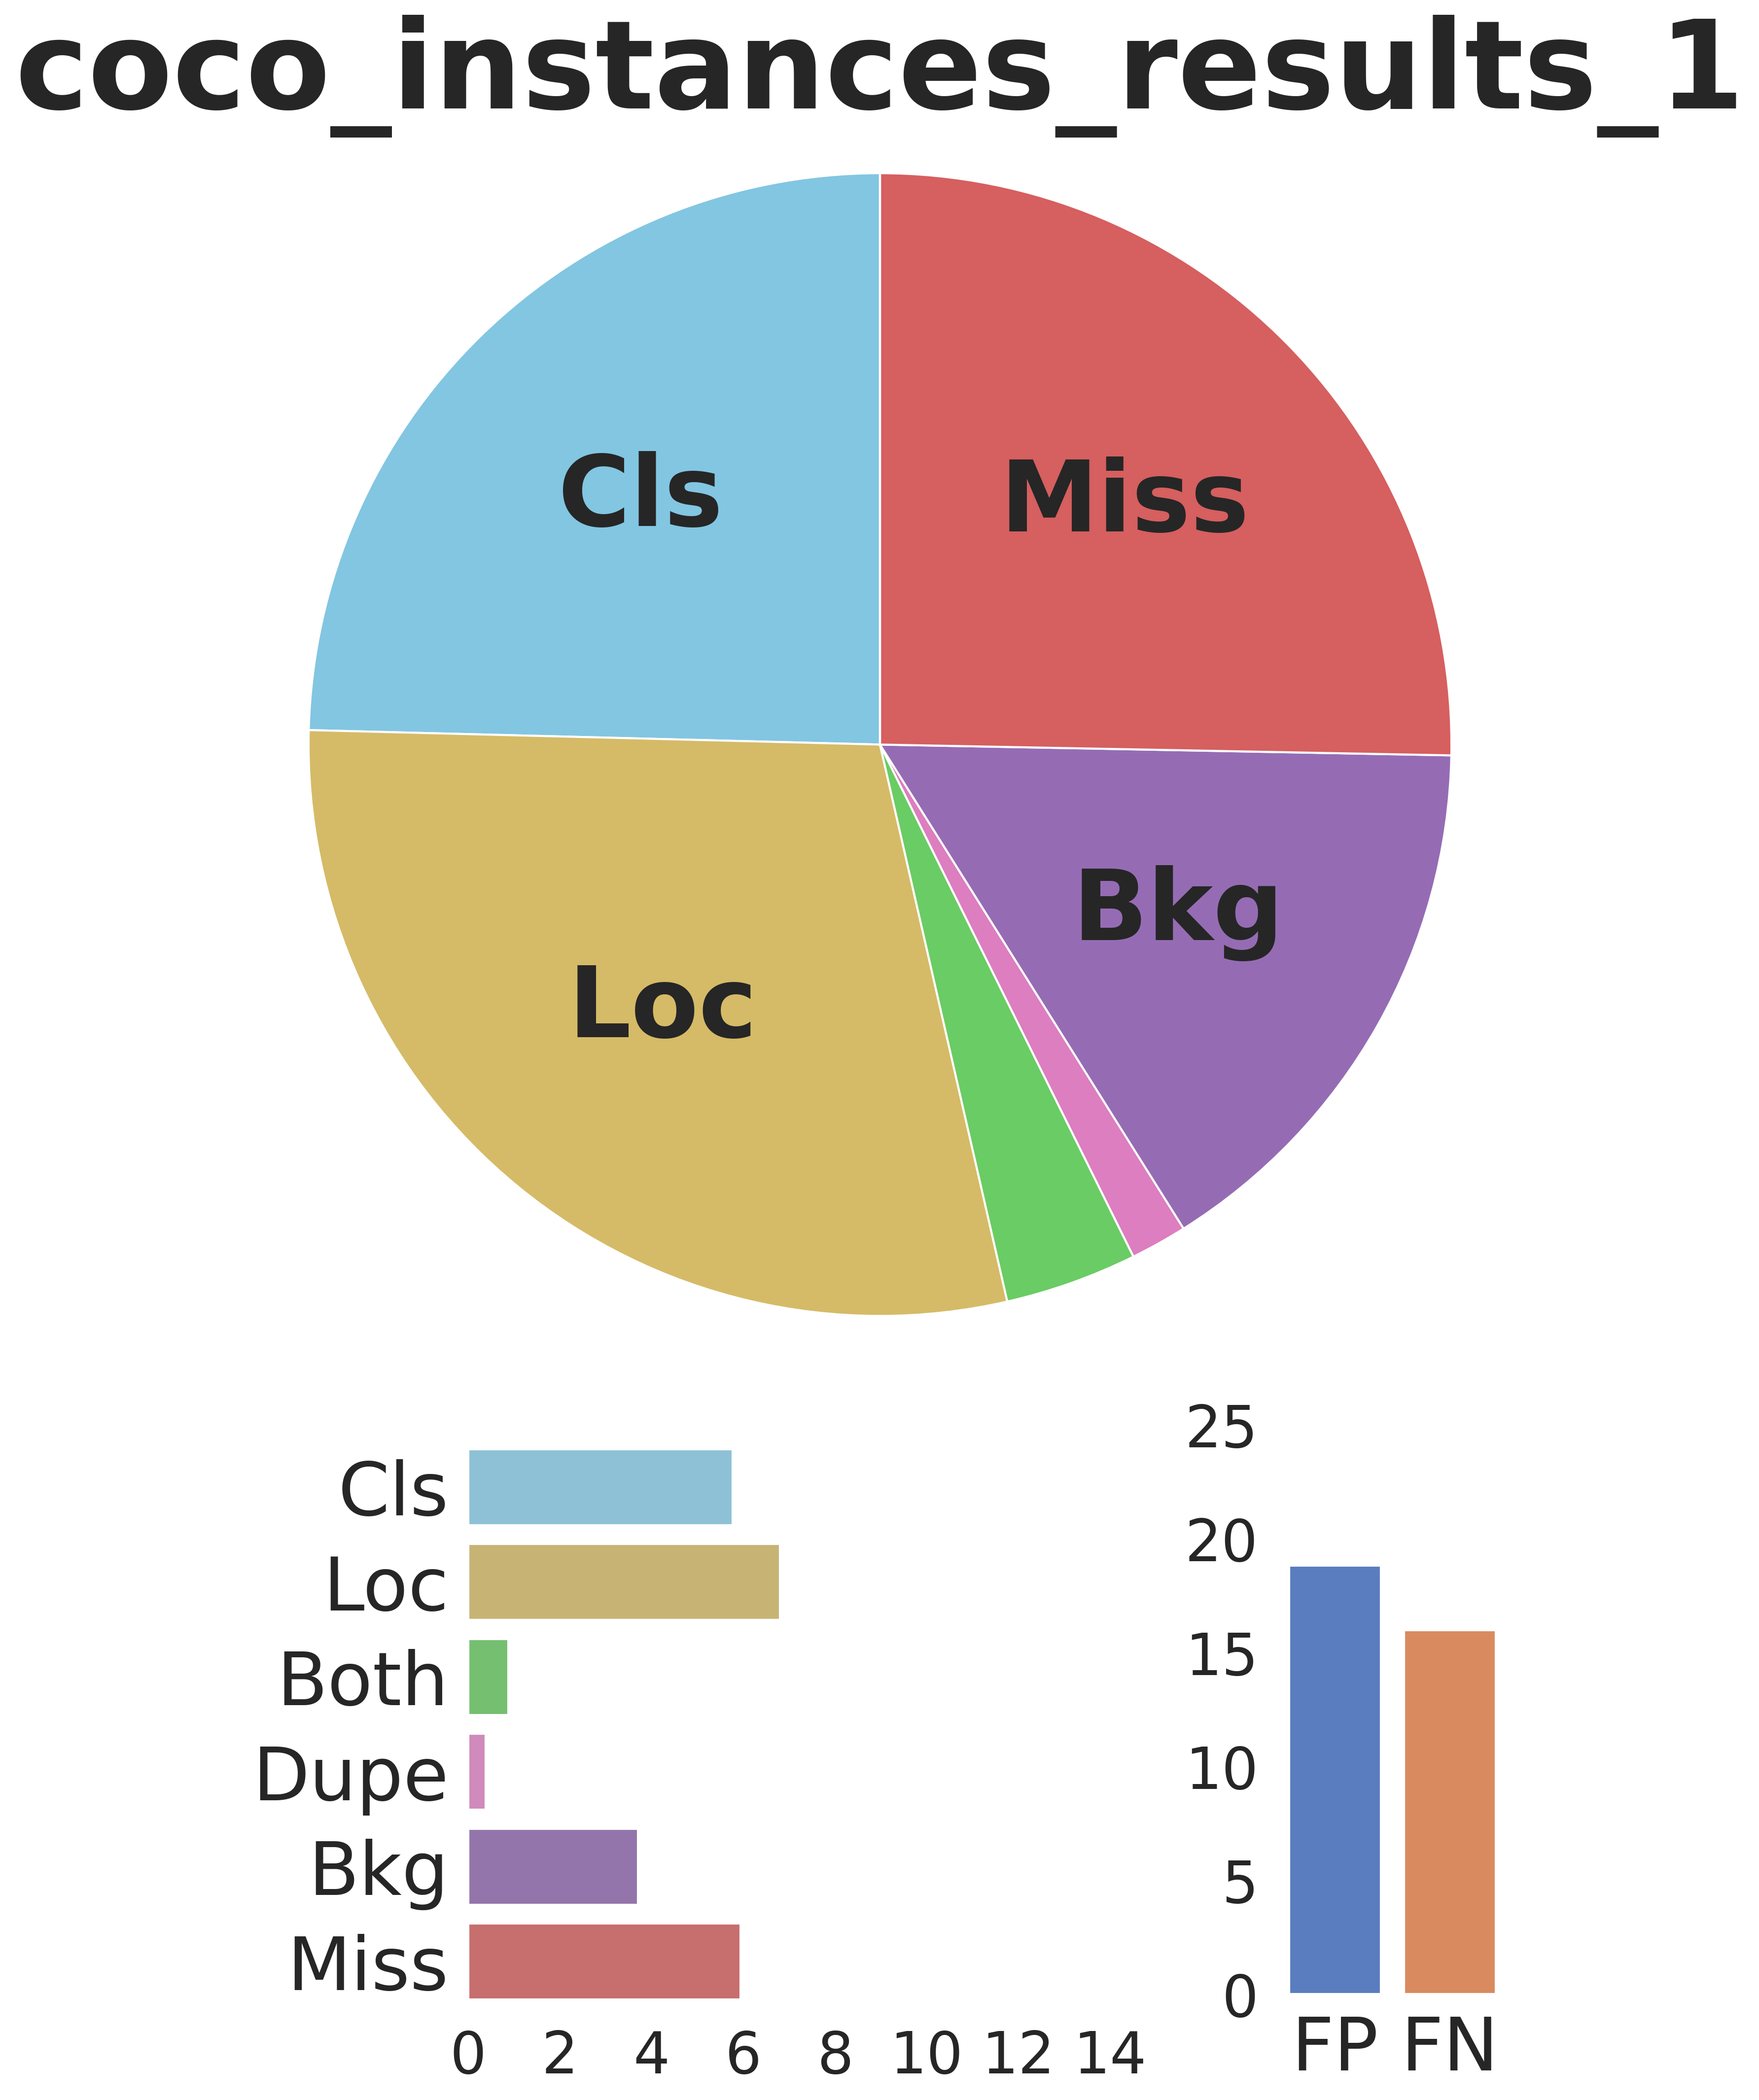 coco_instances_results_1
Cls
Miss
Bkg
Loc
Cls
Loc
Both
Dupe
Bkg
Miss
0 2 4 6 8 10 12 14
25
20
15
10
5
0
FP FN